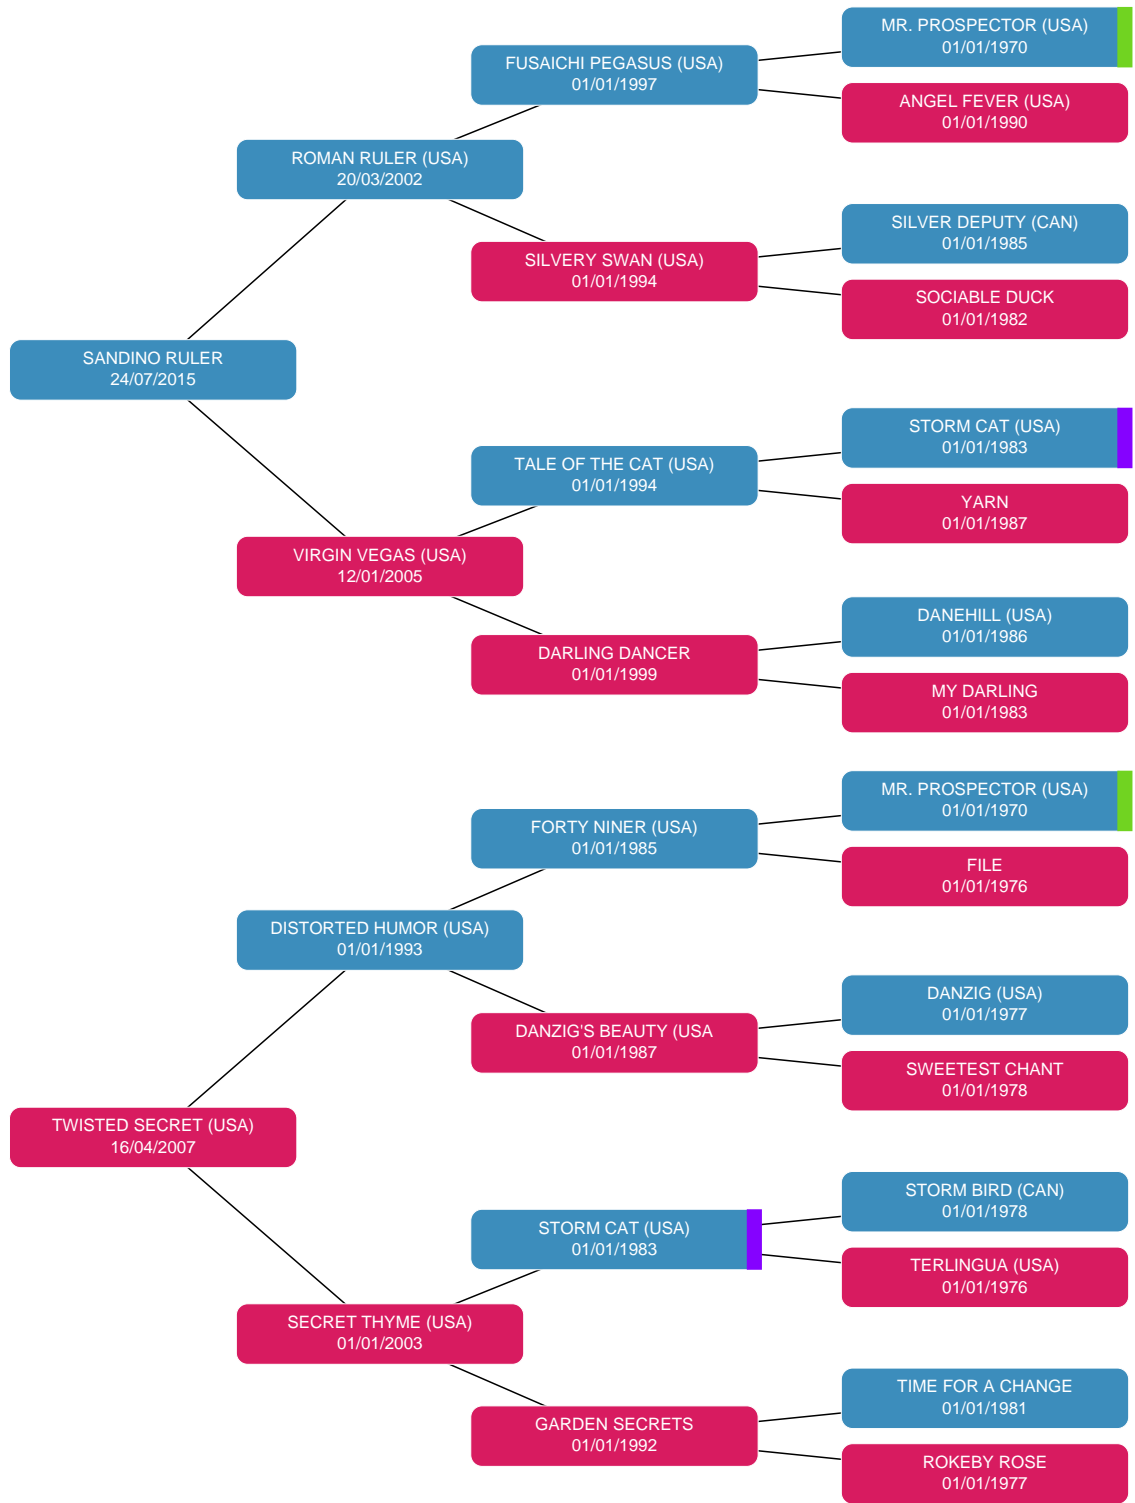 MR. PROSPECTOR (USA)
01/01/1970
FUSAICHI PEGASUS (USA)
01/01/1997
ANGEL FEVER (USA)
01/01/1990
ROMAN RULER (USA)
20/03/2002
SILVER DEPUTY (CAN)
01/01/1985
SILVERY SWAN (USA)
01/01/1994
SOCIABLE DUCK
01/01/1982
SANDINO RULER
24/07/2015
STORM CAT (USA)
01/01/1983
TALE OF THE CAT (USA)
01/01/1994
YARN
01/01/1987
VIRGIN VEGAS (USA)
12/01/2005
DANEHILL (USA)
01/01/1986
DARLING DANCER
01/01/1999
MY DARLING
01/01/1983
MR. PROSPECTOR (USA)
01/01/1970
FORTY NINER (USA)
01/01/1985
FILE
01/01/1976
DISTORTED HUMOR (USA)
01/01/1993
DANZIG (USA)
01/01/1977
DANZIG'S BEAUTY (USA
01/01/1987
SWEETEST CHANT
01/01/1978
TWISTED SECRET (USA)
16/04/2007
STORM BIRD (CAN)
01/01/1978
STORM CAT (USA)
01/01/1983
TERLINGUA (USA)
01/01/1976
SECRET THYME (USA)
01/01/2003
TIME FOR A CHANGE
01/01/1981
GARDEN SECRETS
01/01/1992
ROKEBY ROSE
01/01/1977